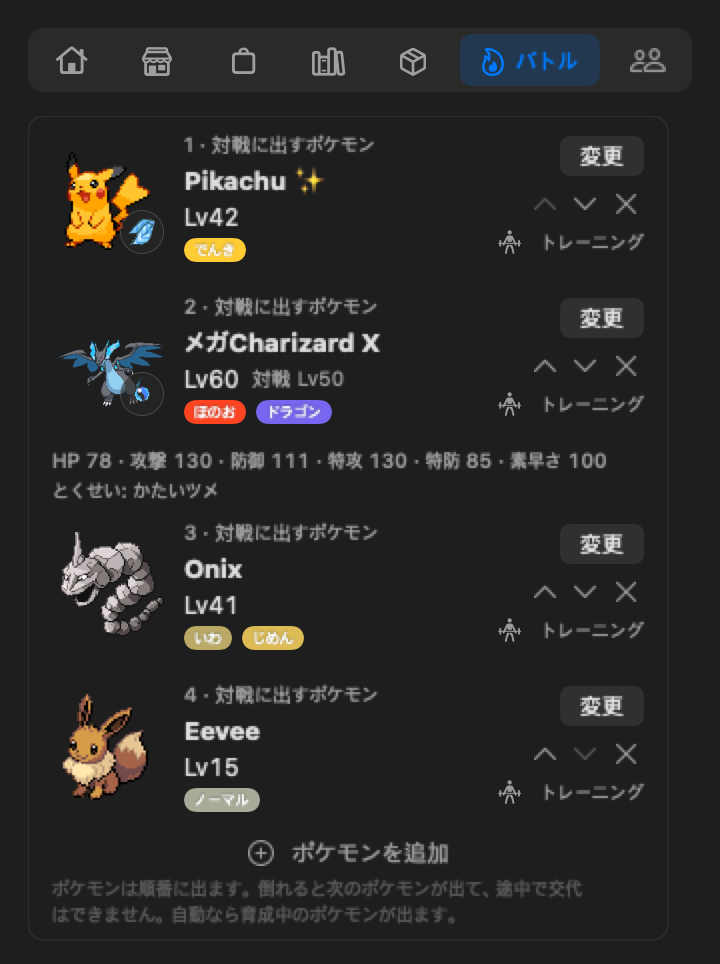 バトル
1・対戦に出すポケモン
変更
Pikachu ✨
Lv42
トレーニング
でんき
2・対戦に出すポケモン
変更
メガCharizard X
Lv60 対戦 Lv50
トレーニング
ほのお ドラゴン
HP 78・攻撃 130・防御 111・特攻 130・特防 85・素早さ 100
とくせい: かたいツメ
3・対戦に出すポケモン
変更
Onix
Lv41
トレーニング
いわ じめん
4・対戦に出すポケモン
変更
Eevee
Lv15
トレーニング
ノーマル
ポケモンを追加
ポケモンは順番に出ます。倒れると次のポケモンが出て、途中で交代
はできません。自動なら育成中のポケモンが出ます。